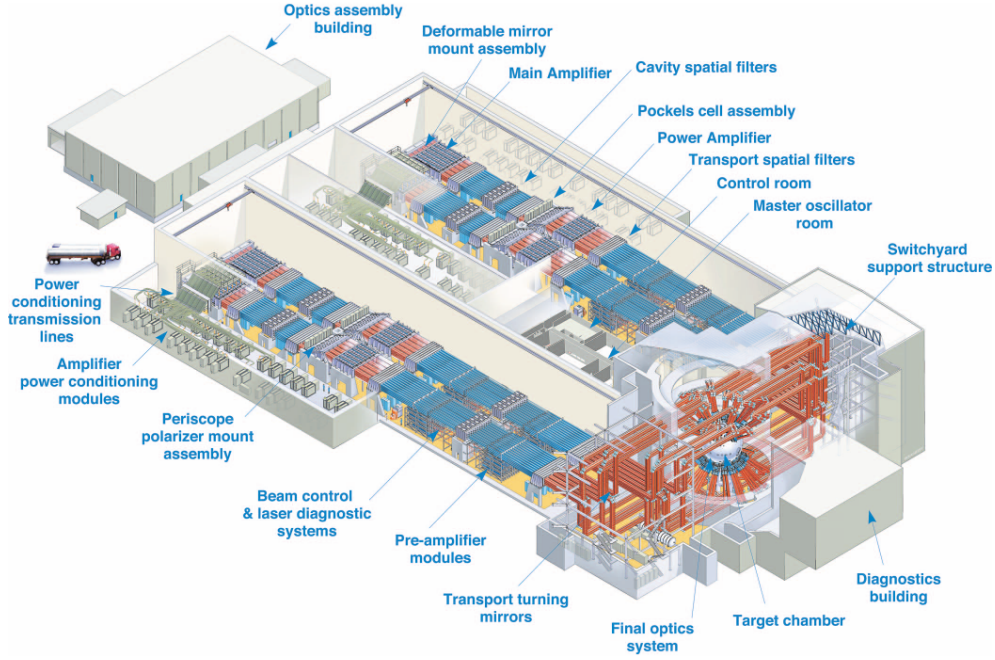 Optics assembly
building
Deformable mirror
mount assembly
Main Amplifier
Cavity spatial filters
Pockels cell assembly
Power Amplifier
Transport spatial filters
Control room
Master oscillator
room
Switchyard
support structure
Power
conditioning
transmission
lines
Amplifier
power conditioning
modules
Periscope
polarizer mount
assembly
Beam control
& laser diagnostic
systems
Pre-amplifier
modules
Transport turning
mirrors
Final optics
system
Target chamber
Diagnostics
building